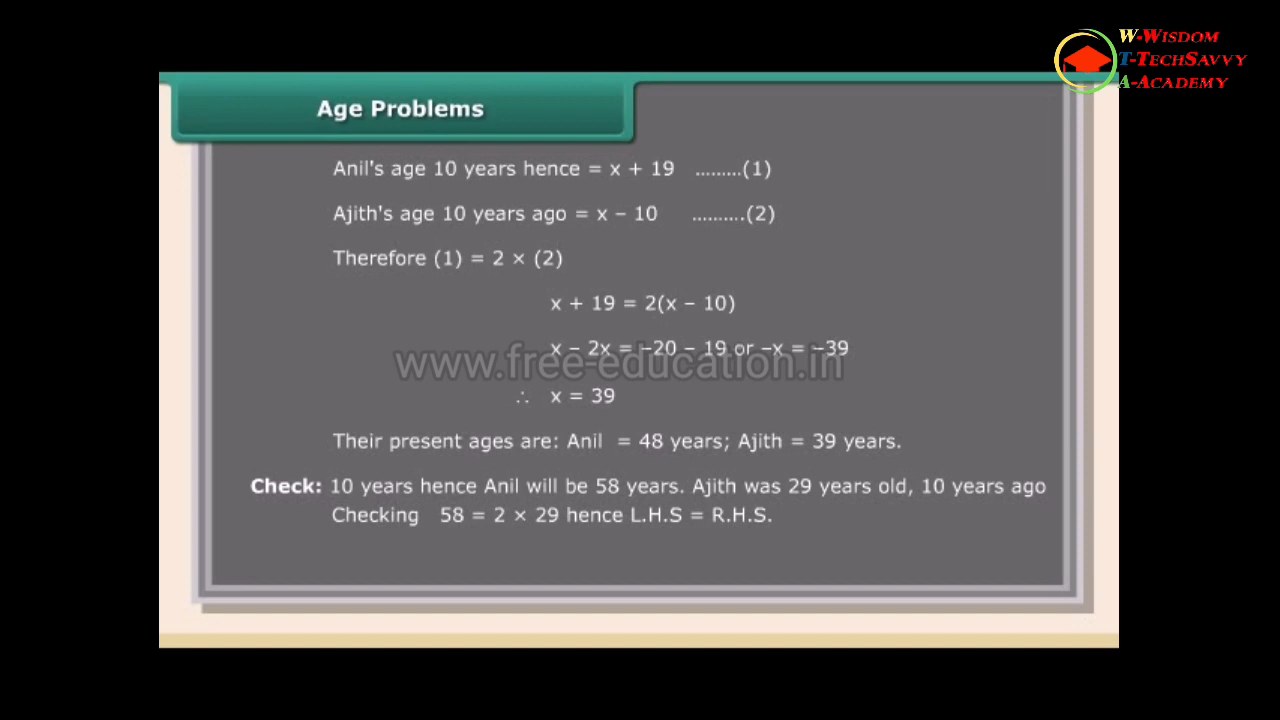 W-WISDOM
T-TECHSAVVY
A-ACADEMY
Age Problems
Anil's age 10 years hence = x + 19 .........(1)
Ajith's age 10 years ago = x – 10 ..........(2)
Therefore (1) = 2 × (2)
x + 19 = 2(x – 10)
x – 2x = –20 – 19 or –x = –39
www.free-education.in
∴ x = 39
Their present ages are: Anil = 48 years; Ajith = 39 years.
Check: 10 years hence Anil will be 58 years. Ajith was 29 years old, 10 years ago
Checking 58 = 2 × 29 hence L.H.S = R.H.S.